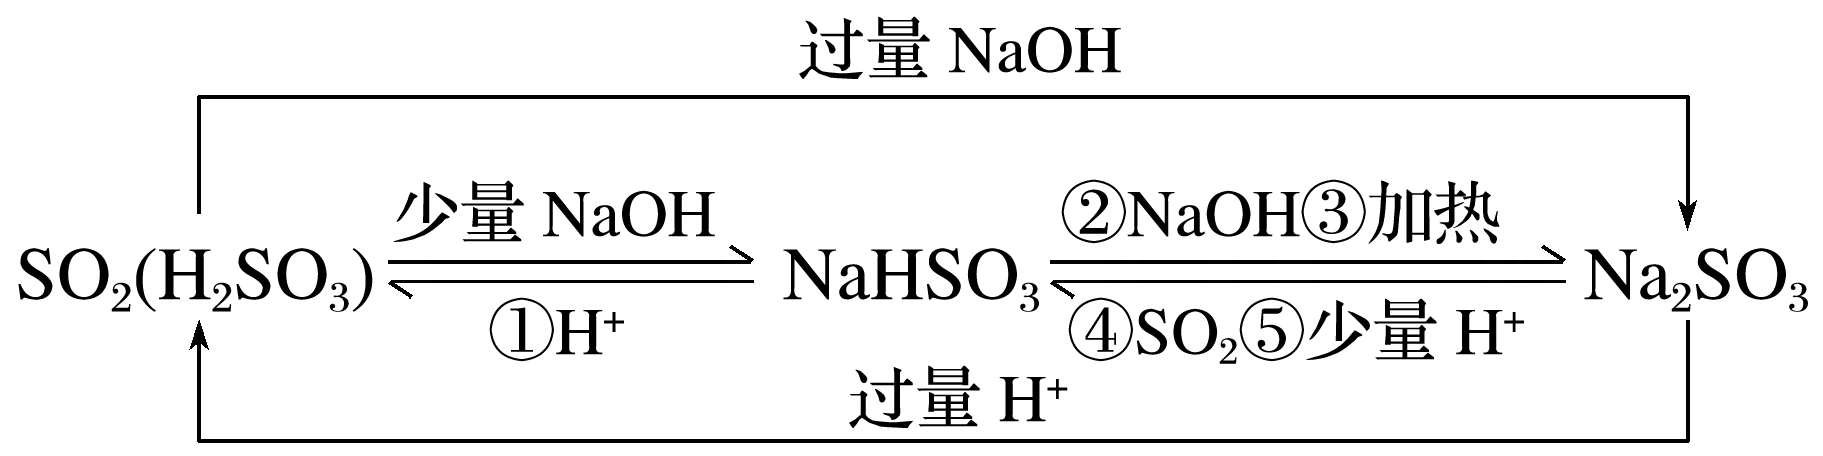 过量 NaOH
少量 NaOH
②NaOH③加热
SO₂(H₂SO₃)
NaHSO₃
Na₂SO₃
①H⁺
④SO₂⑤少量 H⁺
过量 H⁺